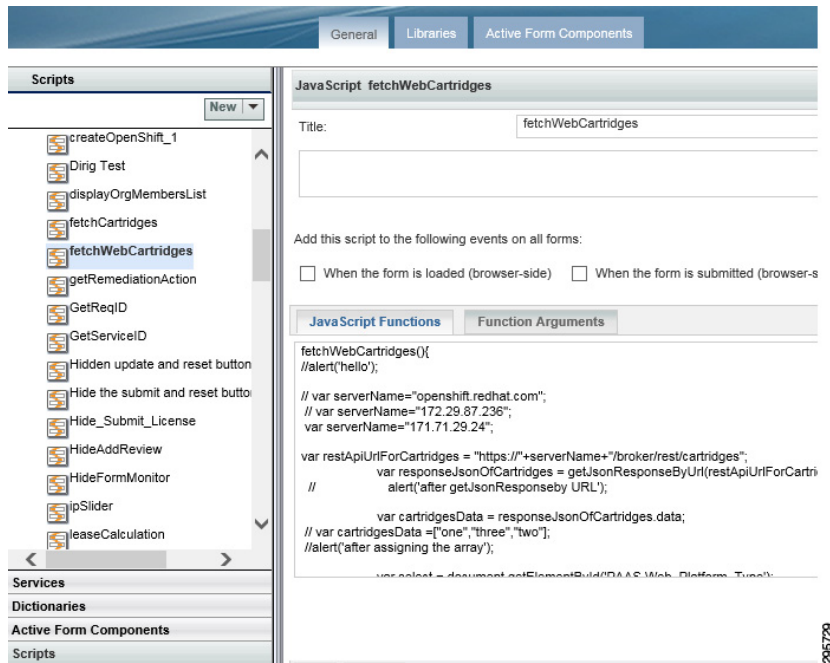 General Libraries Active Form Components
Scripts
New
createOpenShift_1
Dirig Test
displayOrgMembersList
fetchCartridges
fetchWebCartridges
getRemediationAction
GetReqID
GetServiceID
Hidden update and reset button
Hide the submit and reset butto
Hide_Submit_License
HideAddReview
HideFormMonitor
ipSlider
leaseCalculation
Services
Dictionaries
Active Form Components
Scripts
JavaScript fetchWebCartridges
Title: fetchWebCartridges
Add this script to the following events on all forms:
When the form is loaded (browser-side) When the form is submitted (browser-s
JavaScript Functions Function Arguments
fetchWebCartridges(){
//alert('hello');
// var serverName="openshift.redhat.com";
// var serverName="172.29.87.236";
var serverName="171.71.29.24";
var restApiUrlForCartridges = "https://"+serverName+"/broker/rest/cartridges";
var responseJsonOfCartridges = getJsonResponseByUrl(restApiUrlForCartri
// alert('after getJsonResponseby URL');
var cartridgesData = responseJsonOfCartridges.data;
// var cartridgesData =["one","three","two"];
//alert('after assigning the array');
var select = document.getElementById('PAAS_Web_Platform_Type');
295729